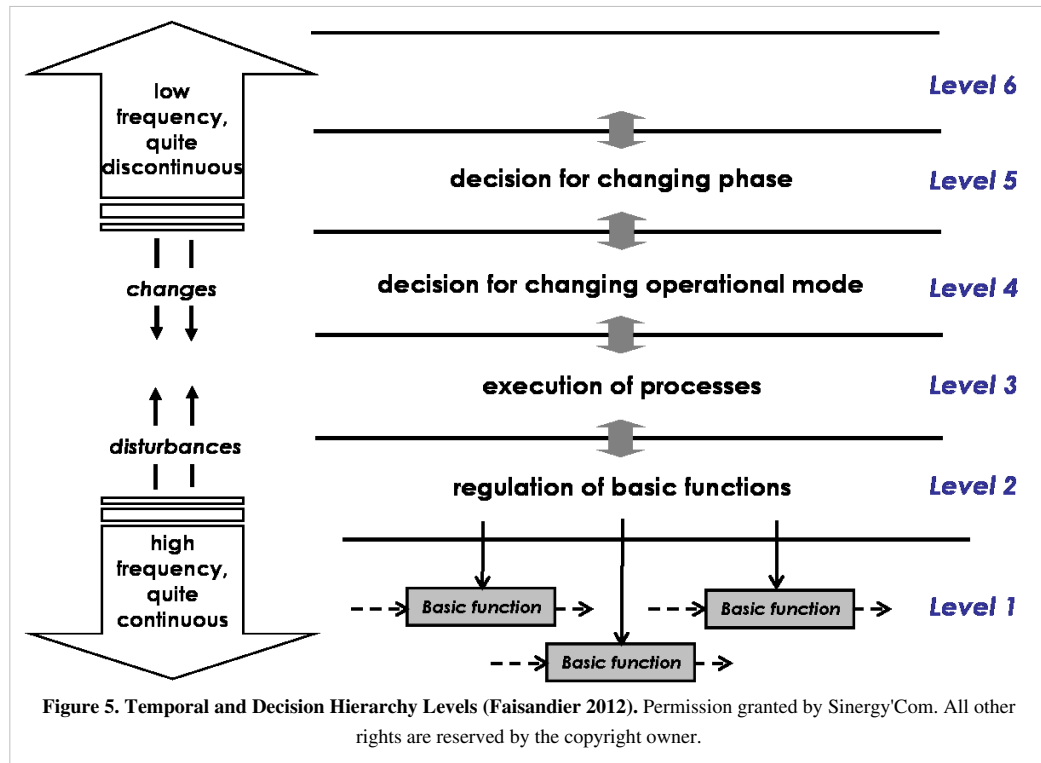 low
frequency,
quite
discontinuous
changes
disturbances
high
frequency,
quite
continuous
Level 6
decision for changing phase
Level 5
decision for changing operational mode
Level 4
execution of processes
Level 3
regulation of basic functions
Level 2
Basic function
Basic function
Basic function
Level 1
Figure 5. Temporal and Decision Hierarchy Levels (Faisandier 2012). Permission granted by Sinergy'Com. All other
rights are reserved by the copyright owner.